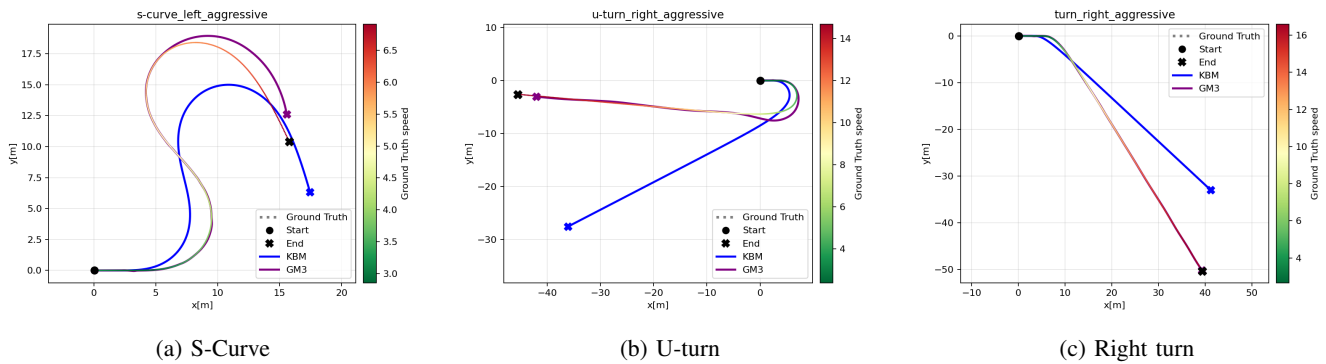 s-curve_left_aggressive
17.5
15.0
12.5
10.0
7.5
5.0
2.5
0.0
y[m]
0
5
10
15
20
x[m]
Ground Truth
Start
End
KBM
GM3
6.5
6.0
5.5
5.0
4.5
4.0
3.5
3.0
Ground Truth speed
(a) S-Curve
u-turn_right_aggressive
10
0
−10
−20
−30
y[m]
−40
−30
−20
−10
0
x[m]
Ground Truth
Start
End
KBM
GM3
14
12
10
8
6
4
Ground Truth speed
(b) U-turn
turn_right_aggressive
0
−10
−20
−30
−40
−50
y[m]
−10
0
10
20
30
40
50
x[m]
Ground Truth
Start
End
KBM
GM3
16
14
12
10
8
6
4
Ground Truth speed
(c) Right turn